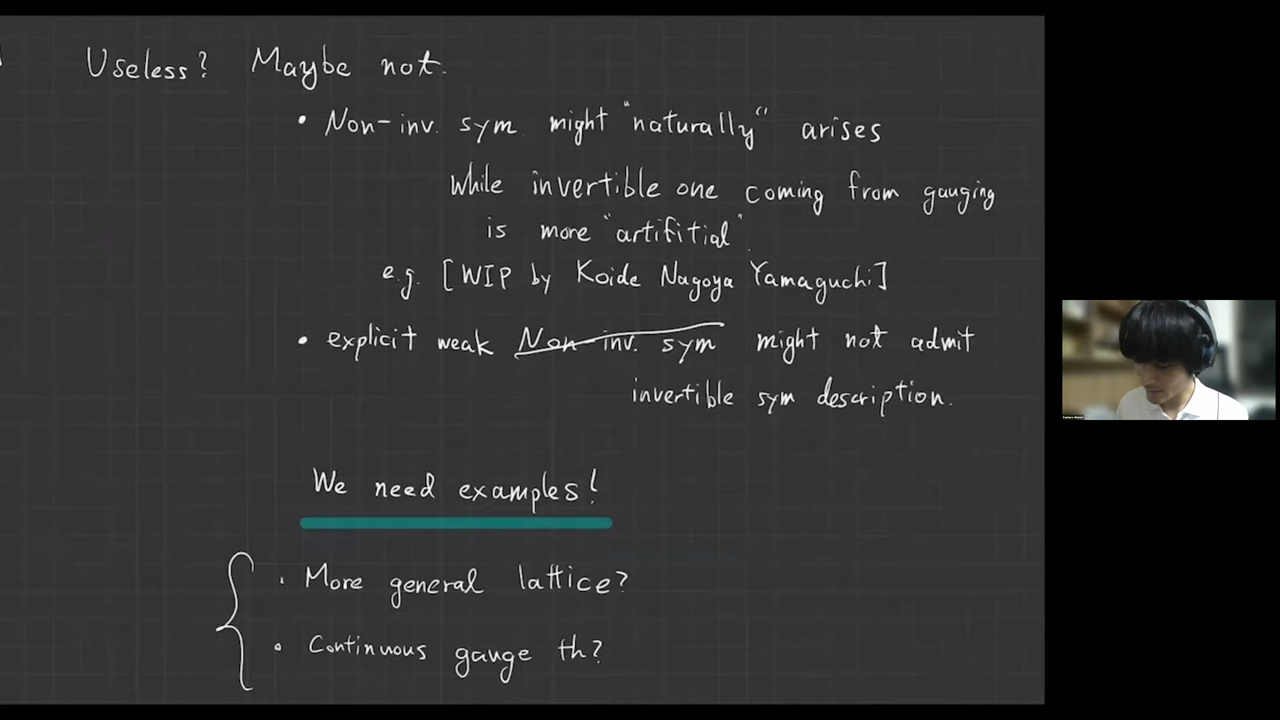 Useless? Maybe not.
• Non-inv. sym might "naturally" arises
while invertible one coming from gauging
is more "artifitial".
e.g. [WIP by Koide Nagoya Yamaguchi]
• explicit weak Non-inv. sym might not admit
invertible sym description.
We need examples!
• More general lattice?
• Continuous gauge th?